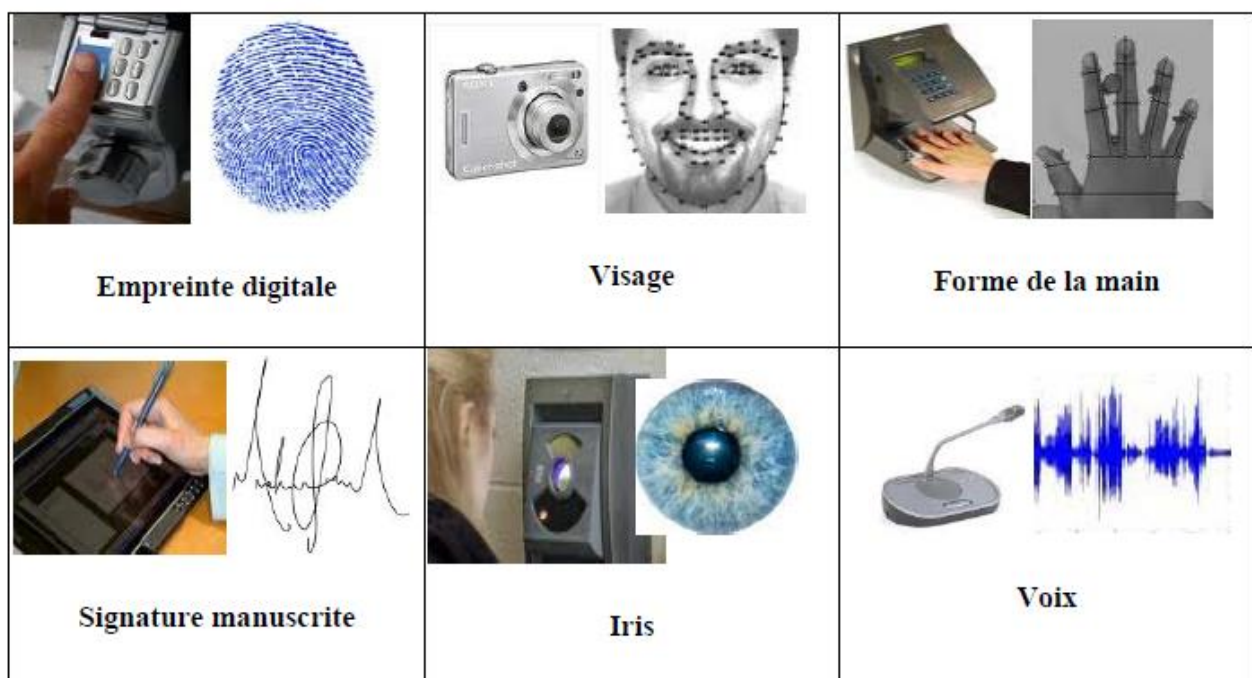 Empreinte digitale
Visage
Forme de la main
Signature manuscrite
Iris
Voix